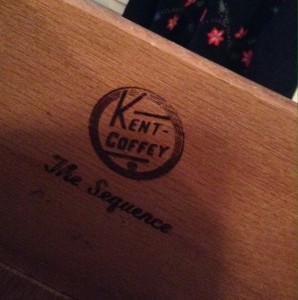 KENT-
COFFEY
The Sequence